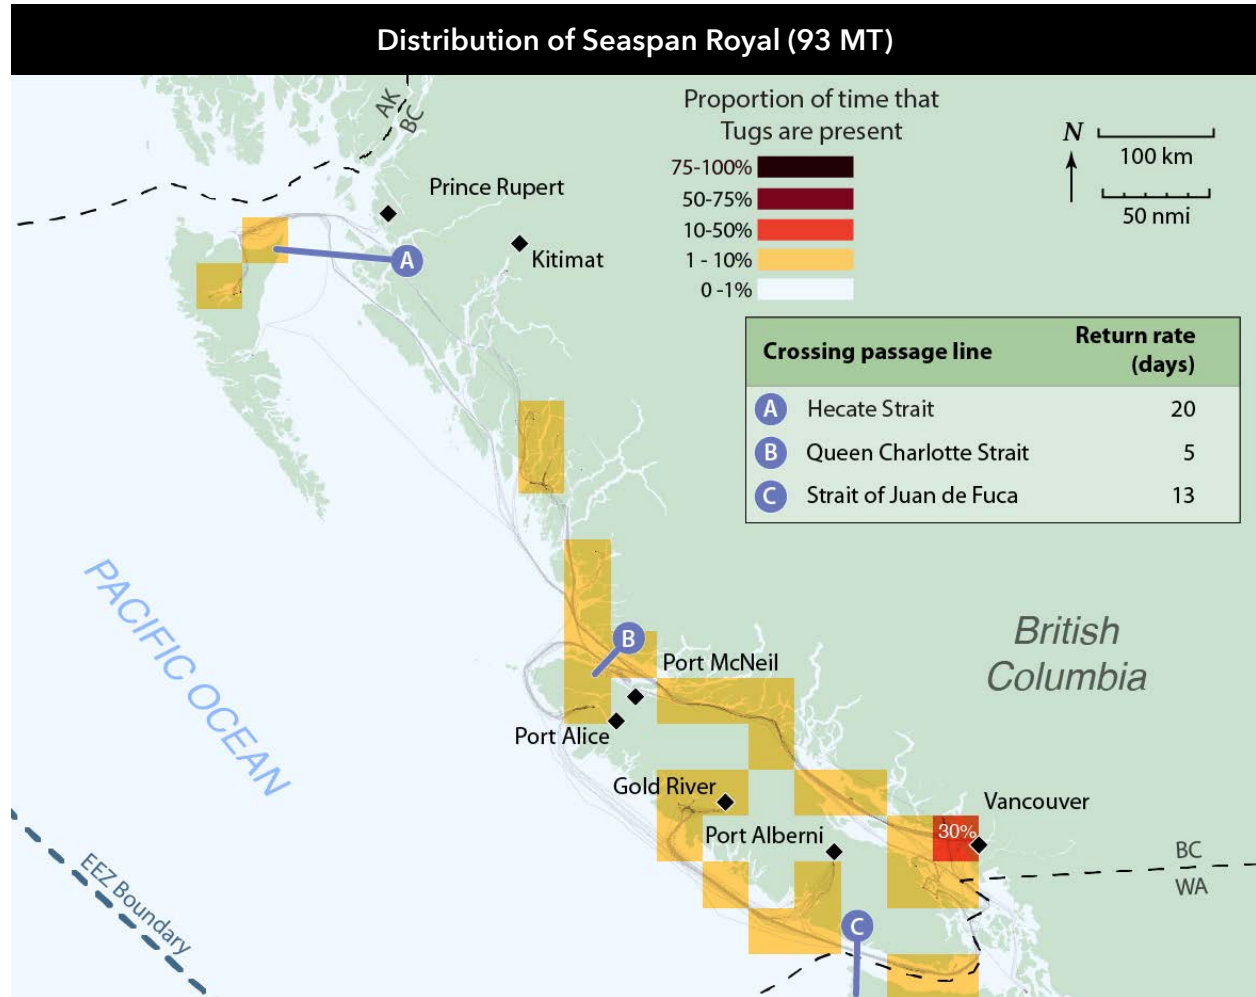 Distribution of Seaspan Royal (93 MT)
AK
BC
Proportion of time that
Tugs are present
75-100%
50-75%
10-50%
1 - 10%
0 -1%
N
100 km
50 nmi
Prince Rupert
A
Kitimat
Crossing passage line
Return rate
(days)
A Hecate Strait 20
B Queen Charlotte Strait 5
C Strait of Juan de Fuca 13
PACIFIC OCEAN
British
Columbia
B
Port McNeil
Port Alice
Gold River
Vancouver
30%
Port Alberni
BC
WA
EEZ Boundary
C